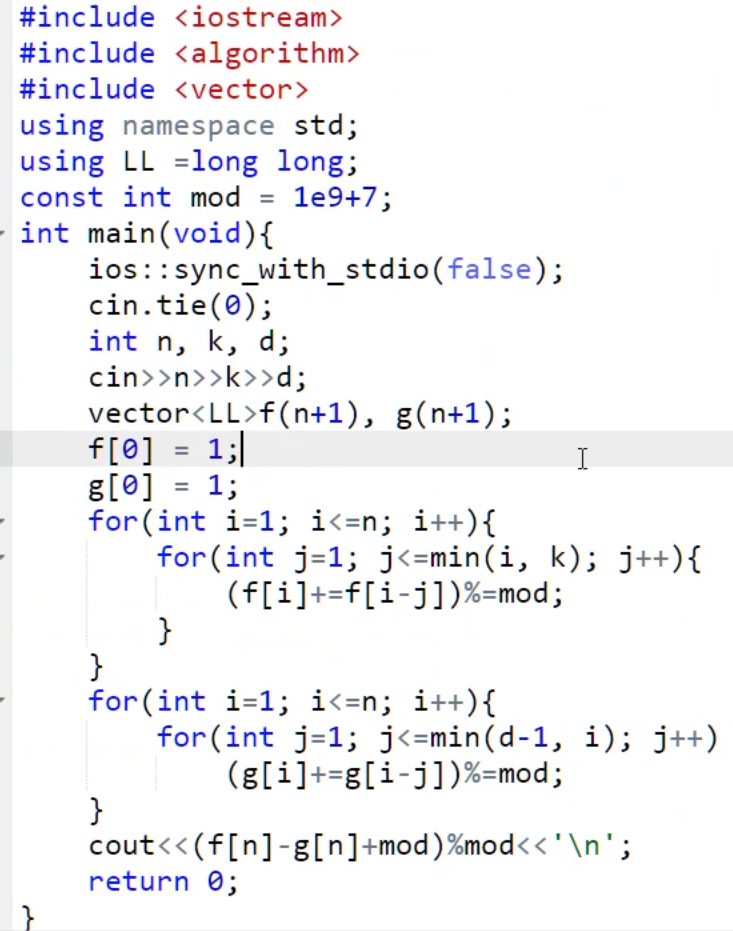 #include <iostream>
#include <algorithm>
#include <vector>
using namespace std;
using LL =long long;
const int mod = 1e9+7;
int main(void){
    ios::sync_with_stdio(false);
    cin.tie(0);
    int n, k, d;
    cin>>n>>k>>d;
    vector<LL>f(n+1), g(n+1);
    f[0] = 1;
    g[0] = 1;
    for(int i=1; i<=n; i++){
        for(int j=1; j<=min(i, k); j++){
            (f[i]+=f[i-j])%=mod;
        }
    }
    for(int i=1; i<=n; i++){
        for(int j=1; j<=min(d-1, i); j++)
            (g[i]+=g[i-j])%=mod;
    }
    cout<<(f[n]-g[n]+mod)%mod<<'\n';
    return 0;
}